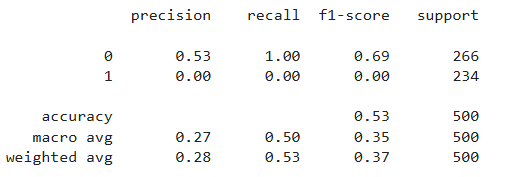 precision recall f1-score support
0 0.53 1.00 0.69 266
1 0.00 0.00 0.00 234
accuracy 0.53 500
macro avg 0.27 0.50 0.35 500
weighted avg 0.28 0.53 0.37 500